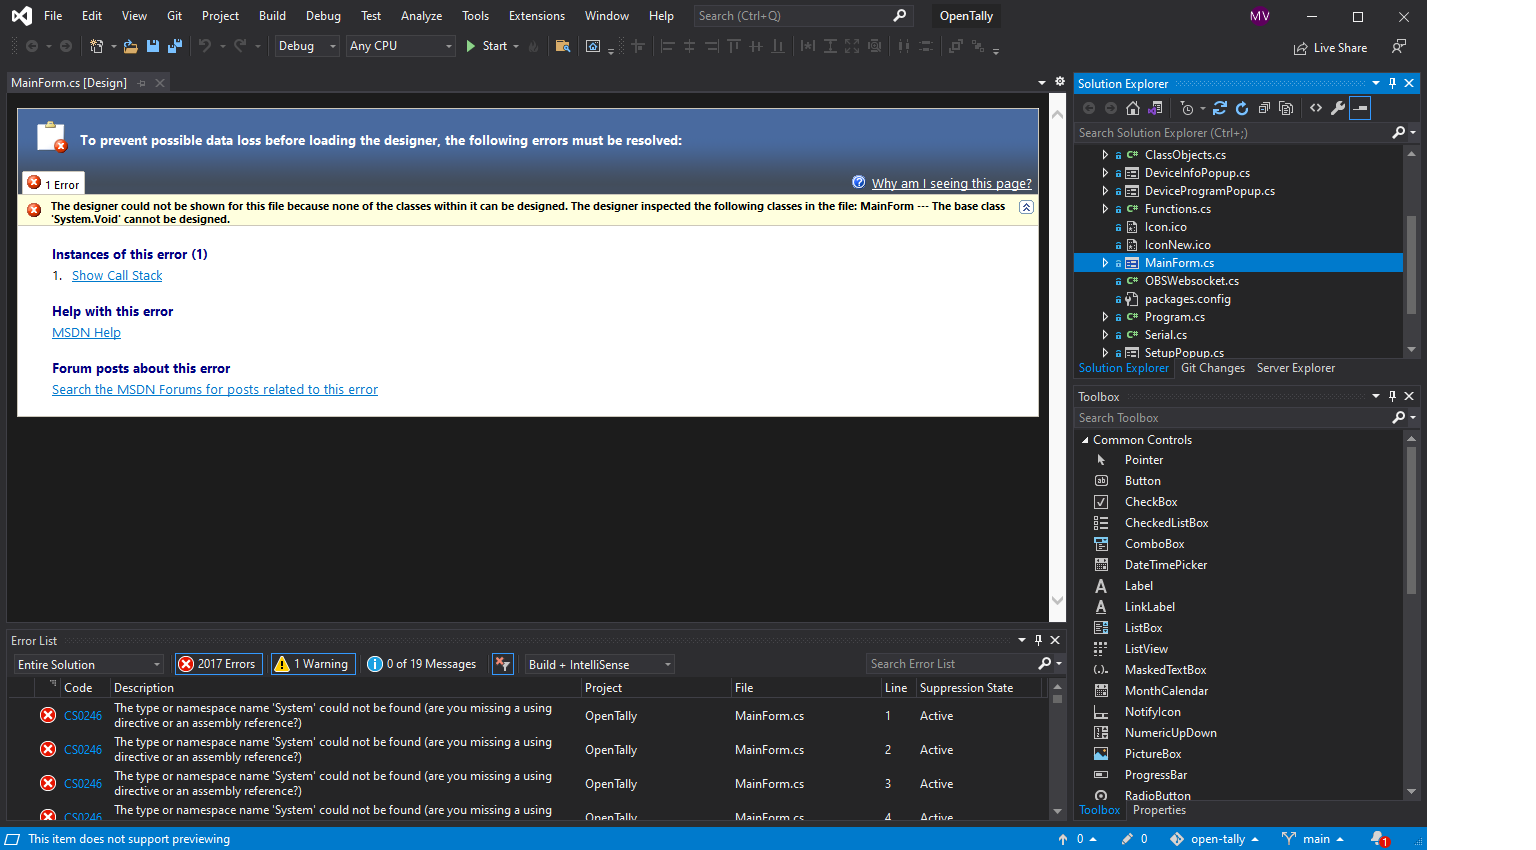 File Edit View Git Project Build Debug Test Analyze Tools Extensions Window Help Search (Ctrl+Q) OpenTally MV
Debug Any CPU Start Live Share
MainForm.cs [Design]
To prevent possible data loss before loading the designer, the following errors must be resolved:
1 Error
Why am I seeing this page?
The designer could not be shown for this file because none of the classes within it can be designed. The designer inspected the following classes in the file: MainForm --- The base class
'System.Void' cannot be designed.
Instances of this error (1)
1. Show Call Stack
Help with this error
MSDN Help
Forum posts about this error
Search the MSDN Forums for posts related to this error
Solution Explorer
Search Solution Explorer (Ctrl+;)
C# ClassObjects.cs
DeviceInfoPopup.cs
DeviceProgramPopup.cs
C# Functions.cs
Icon.ico
IconNew.ico
MainForm.cs
C# OBSWebsocket.cs
packages.config
C# Program.cs
C# Serial.cs
SetupPopup.cs
Solution Explorer Git Changes Server Explorer
Toolbox
Search Toolbox
Common Controls
Pointer
Button
CheckBox
CheckedListBox
ComboBox
DateTimePicker
Label
LinkLabel
ListBox
ListView
MaskedTextBox
MonthCalendar
NotifyIcon
NumericUpDown
PictureBox
ProgressBar
RadioButton
Toolbox Properties
Error List
Entire Solution 2017 Errors 1 Warning 0 of 19 Messages Build + IntelliSense Search Error List
Code Description Project File Line Suppression State
CS0246 The type or namespace name 'System' could not be found (are you missing a using
directive or an assembly reference?) OpenTally MainForm.cs 1 Active
CS0246 The type or namespace name 'System' could not be found (are you missing a using
directive or an assembly reference?) OpenTally MainForm.cs 2 Active
CS0246 The type or namespace name 'System' could not be found (are you missing a using
directive or an assembly reference?) OpenTally MainForm.cs 3 Active
CS0246 The type or namespace name 'System' could not be found (are you missing a using
OpenTally MainForm.cs 4 Active
This item does not support previewing 0 0 open-tally main 1